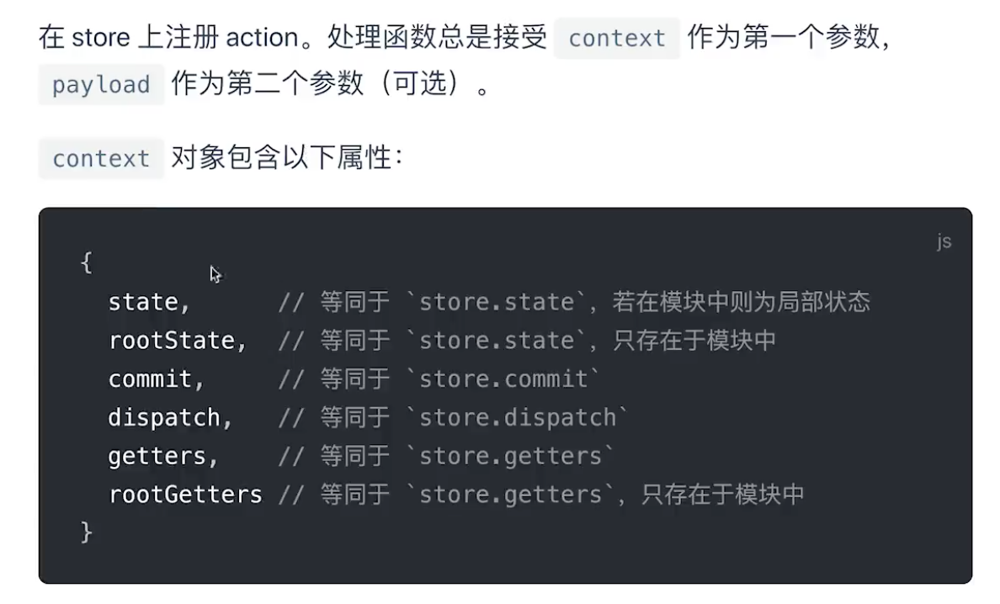 在 store 上注册 action。处理函数总是接受 context 作为第一个参数，
payload 作为第二个参数（可选）。
context 对象包含以下属性：
js
{
  state,      // 等同于 `store.state`，若在模块中则为局部状态
  rootState,  // 等同于 `store.state`，只存在于模块中
  commit,     // 等同于 `store.commit`
  dispatch,   // 等同于 `store.dispatch`
  getters,    // 等同于 `store.getters`
  rootGetters // 等同于 `store.getters`，只存在于模块中
}